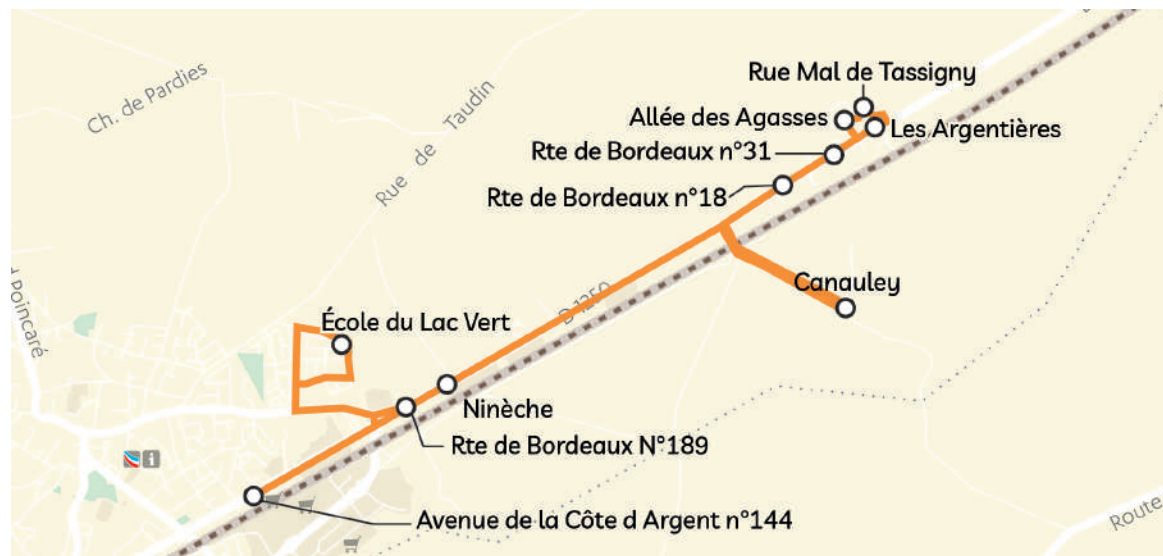 Rue Mal de Tassigny
Ch. de Pardies
Allée des Agasses
Les Argentières
Rue de Taudin
Rte de Bordeaux n°31
Rte de Bordeaux n°18
Canauley
D 1250
Poincaré
École du Lac Vert
Ninèche
Rte de Bordeaux N°189
i
Avenue de la Côte d Argent n°144
Route